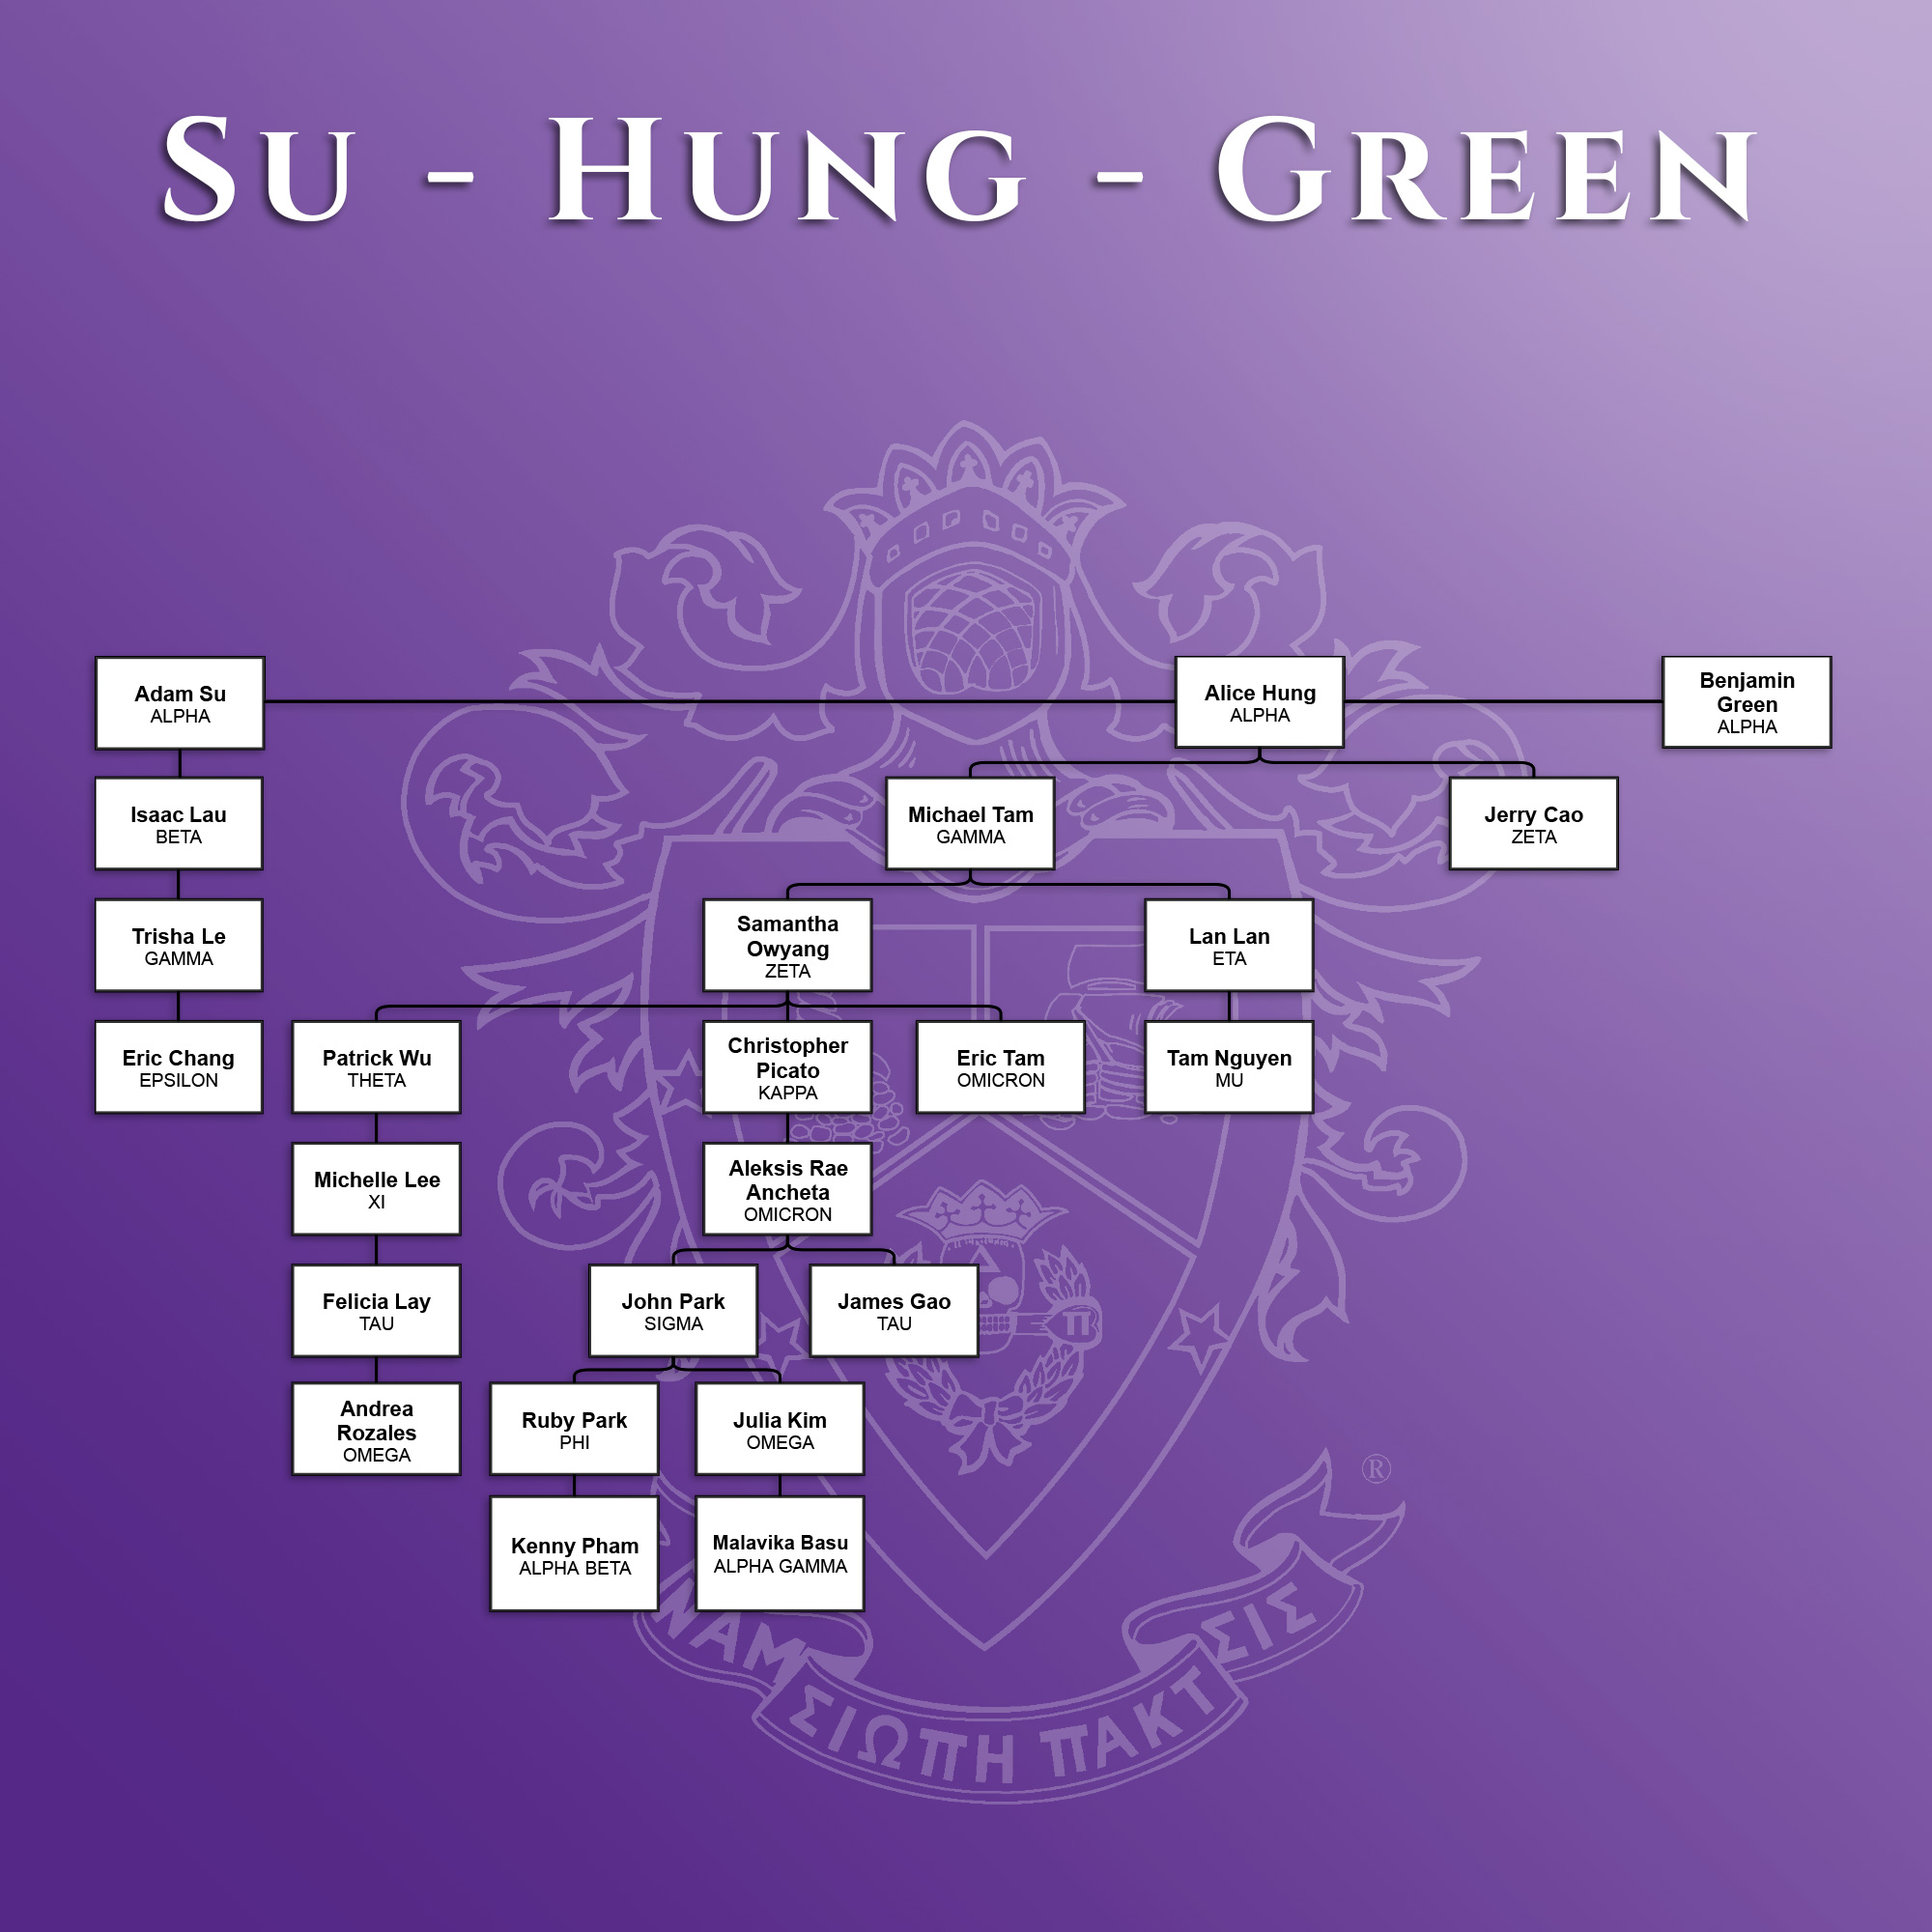 SU - HUNG - GREEN
Adam Su
ALPHA
Alice Hung
ALPHA
Benjamin
Green
ALPHA
Isaac Lau
BETA
Michael Tam
GAMMA
Jerry Cao
ZETA
Trisha Le
GAMMA
Samantha
Owyang
ZETA
Lan Lan
ETA
Eric Chang
EPSILON
Patrick Wu
THETA
Christopher
Picato
KAPPA
Eric Tam
OMICRON
Tam Nguyen
MU
Michelle Lee
XI
Aleksis Rae
Ancheta
OMICRON
Felicia Lay
TAU
John Park
SIGMA
James Gao
TAU
Π
Andrea
Rozales
OMEGA
Ruby Park
PHI
Julia Kim
OMEGA
®
Kenny Pham
ALPHA BETA
Malavika Basu
ALPHA GAMMA
ΣΙΩΠΗ ΠΑΚΤ ΣΙΣ